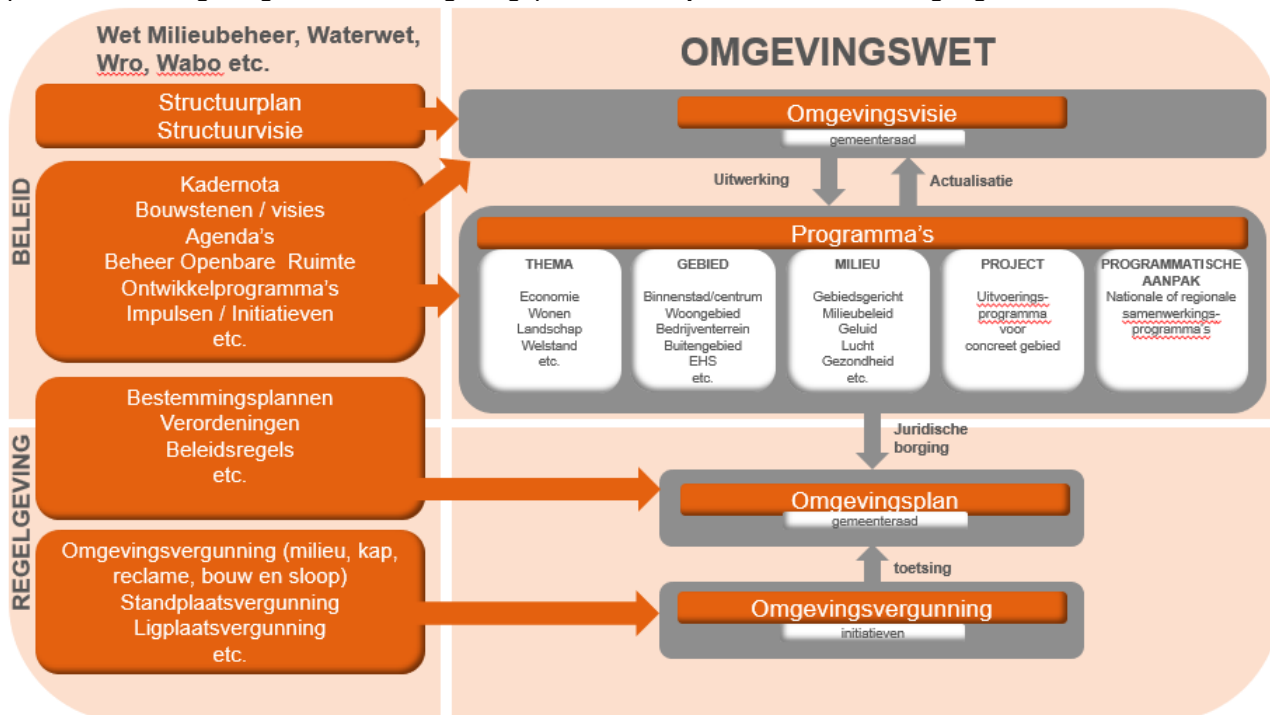 Wet Milieubeheer, Waterwet,
Wro, Wabo etc.
OMGEVINGSWET
BELEID
Structuurplan
Structuurvisie
Kadernota
Bouwstenen / visies
Agenda's
Beheer Openbare Ruimte
Ontwikkelprogramma's
Impulsen / Initiatieven
etc.
Omgevingsvisie
gemeenteraad
Uitwerking
Actualisatie
Programma's
THEMA
Economie
Wonen
Landschap
Welstand
etc.
GEBIED
Binnenstad/centrum
Woongebied
Bedrijventerrein
Buitengebied
EHS
etc.
MILIEU
Gebiedsgericht
Milieubeleid
Geluid
Lucht
Gezondheid
etc.
PROJECT
Uitvoerings-
programma
voor
concreet gebied
PROGRAMMATISCHE
AANPAK
Nationale of regionale
samenwerkings-
programma's
REGELGEVING
Bestemmingsplannen
Verordeningen
Beleidsregels
etc.
Juridische
borging
Omgevingsplan
gemeenteraad
toetsing
Omgevingsvergunning (milieu, kap,
reclame, bouw en sloop)
Standplaatsvergunning
Ligplaatsvergunning
etc.
Omgevingsvergunning
initiatieven